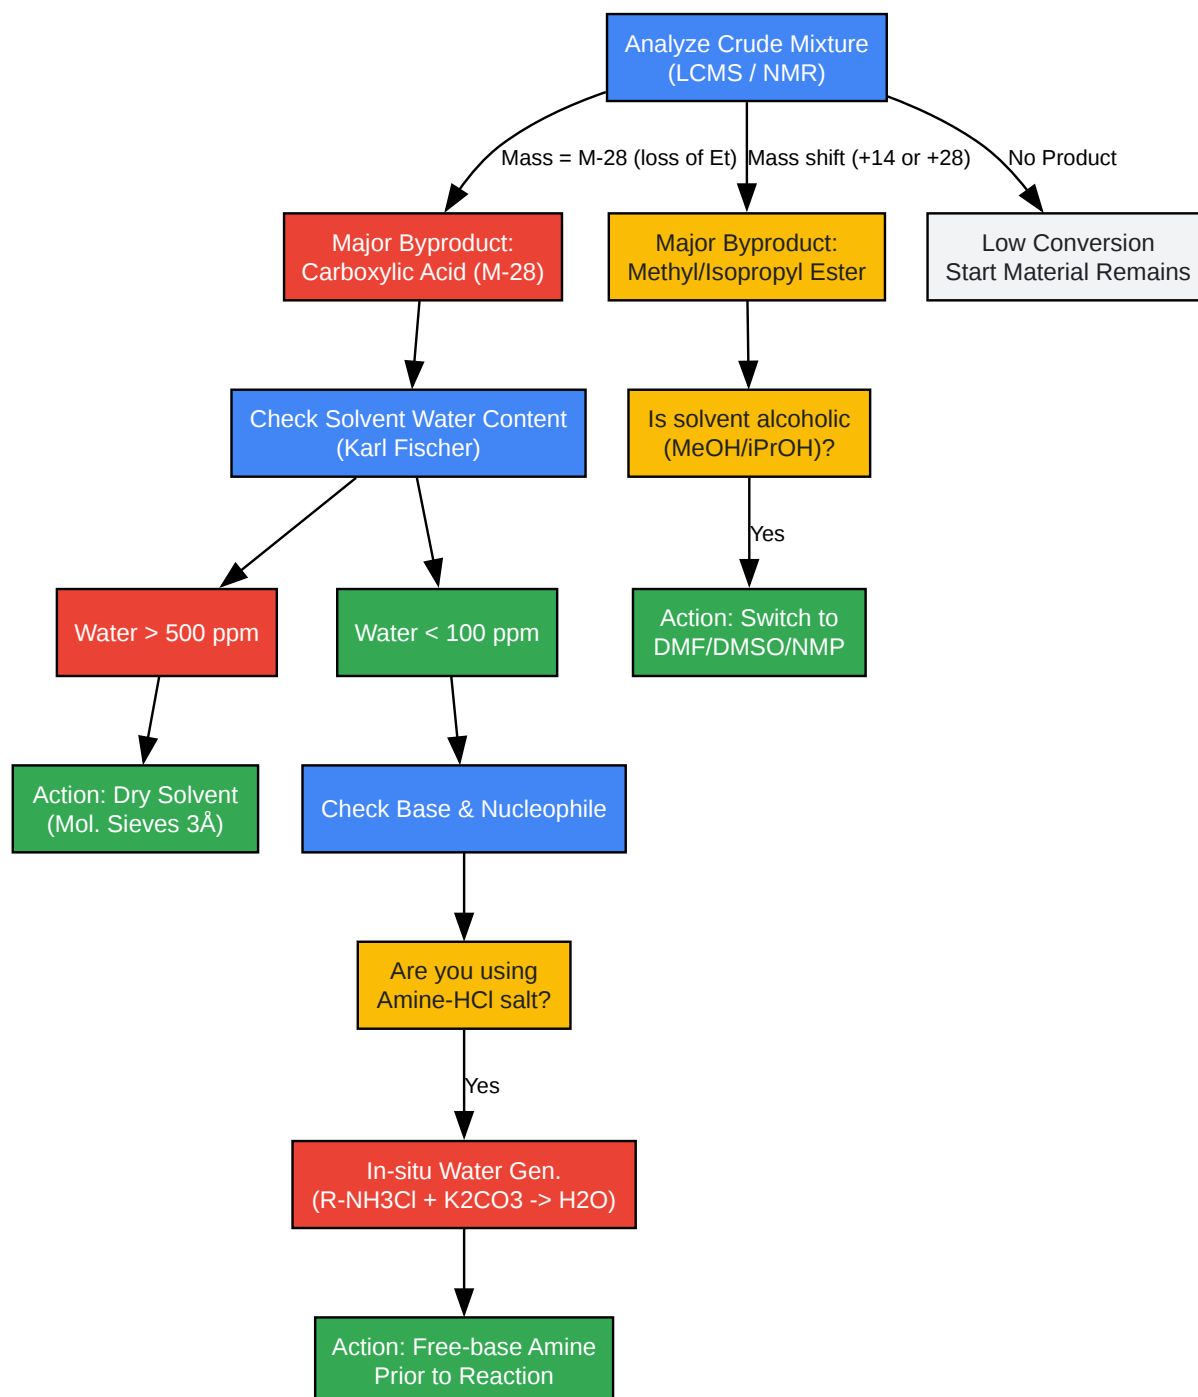 Analyze Crude Mixture
(LCMS / NMR)
Mass = M-28 (loss of Et)
Mass shift (+14 or +28)
No Product
Major Byproduct:
Carboxylic Acid (M-28)
Major Byproduct:
Methyl/Isopropyl Ester
Low Conversion
Start Material Remains
Check Solvent Water Content
(Karl Fischer)
Is solvent alcoholic
(MeOH/iPrOH)?
Yes
Water > 500 ppm
Water < 100 ppm
Action: Switch to
DMF/DMSO/NMP
Action: Dry Solvent
(Mol. Sieves 3Å)
Check Base & Nucleophile
Are you using
Amine-HCl salt?
Yes
In-situ Water Gen.
(R-NH3Cl + K2CO3 -> H2O)
Action: Free-base Amine
Prior to Reaction